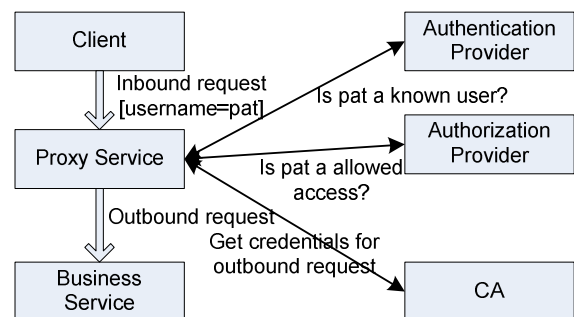 Client
Authentication
Provider
Inbound request
[username=pat]
Is pat a known user?
Proxy Service
Authorization
Provider
Is pat a allowed
access?
Outbound request
Get credentials for
outbound request
Business
Service
CA